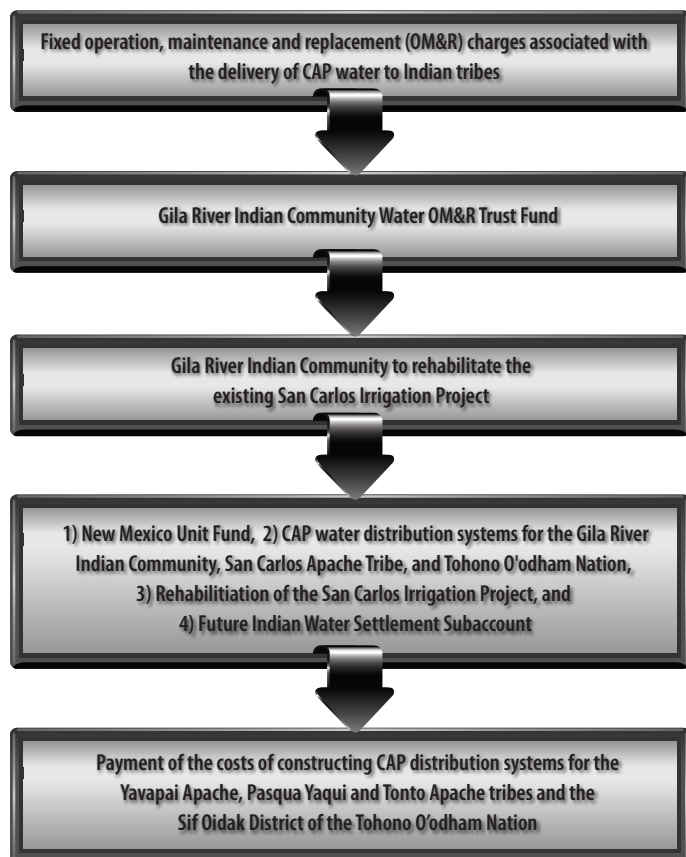 Fixed operation, maintenance and replacement (OM&R) charges associated with
the delivery of CAP water to Indian tribes
Gila River Indian Community Water OM&R Trust Fund
Gila River Indian Community to rehabilitate the
existing San Carlos Irrigation Project
1) New Mexico Unit Fund, 2) CAP water distribution systems for the Gila River
Indian Community, San Carlos Apache Tribe, and Tohono O'odham Nation,
3) Rehabilitiation of the San Carlos Irrigation Project, and
4) Future Indian Water Settlement Subaccount
Payment of the costs of constructing CAP distribution systems for the
Yavapai Apache, Pasqua Yaqui and Tonto Apache tribes and the
Sif Oidak District of the Tohono O’odham Nation